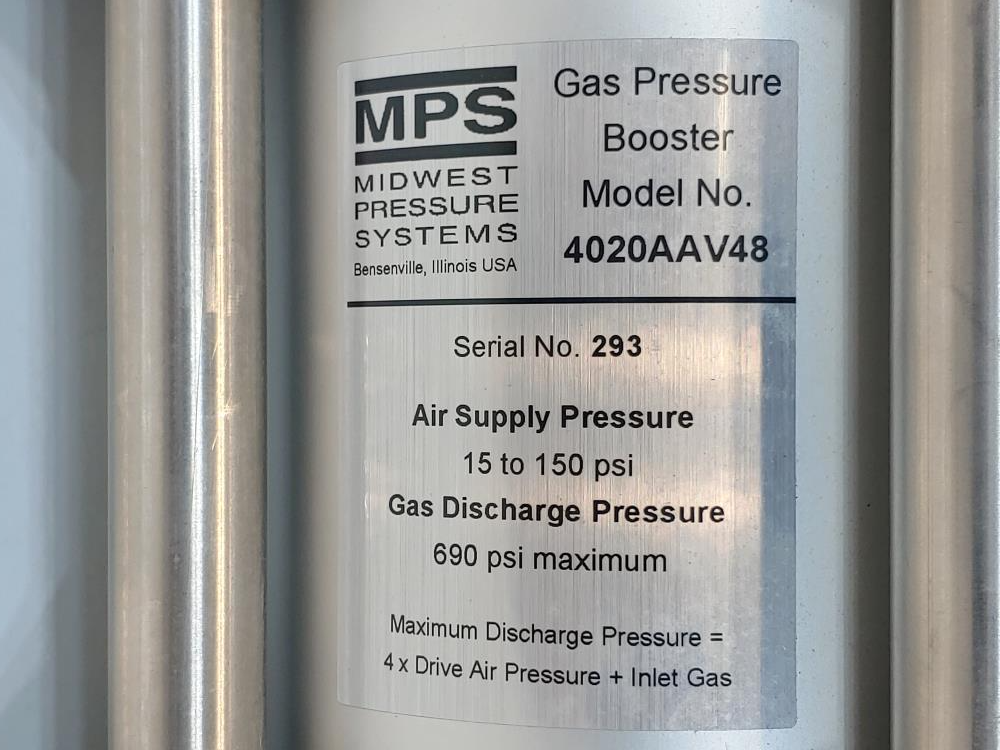 MPS
MIDWEST
PRESSURE
SYSTEMS
Bensenville, Illinois USA
Gas Pressure
Booster
Model No.
4020AAV48
Serial No. 293
Air Supply Pressure
15 to 150 psi
Gas Discharge Pressure
690 psi maximum
Maximum Discharge Pressure =
4 x Drive Air Pressure + Inlet Gas